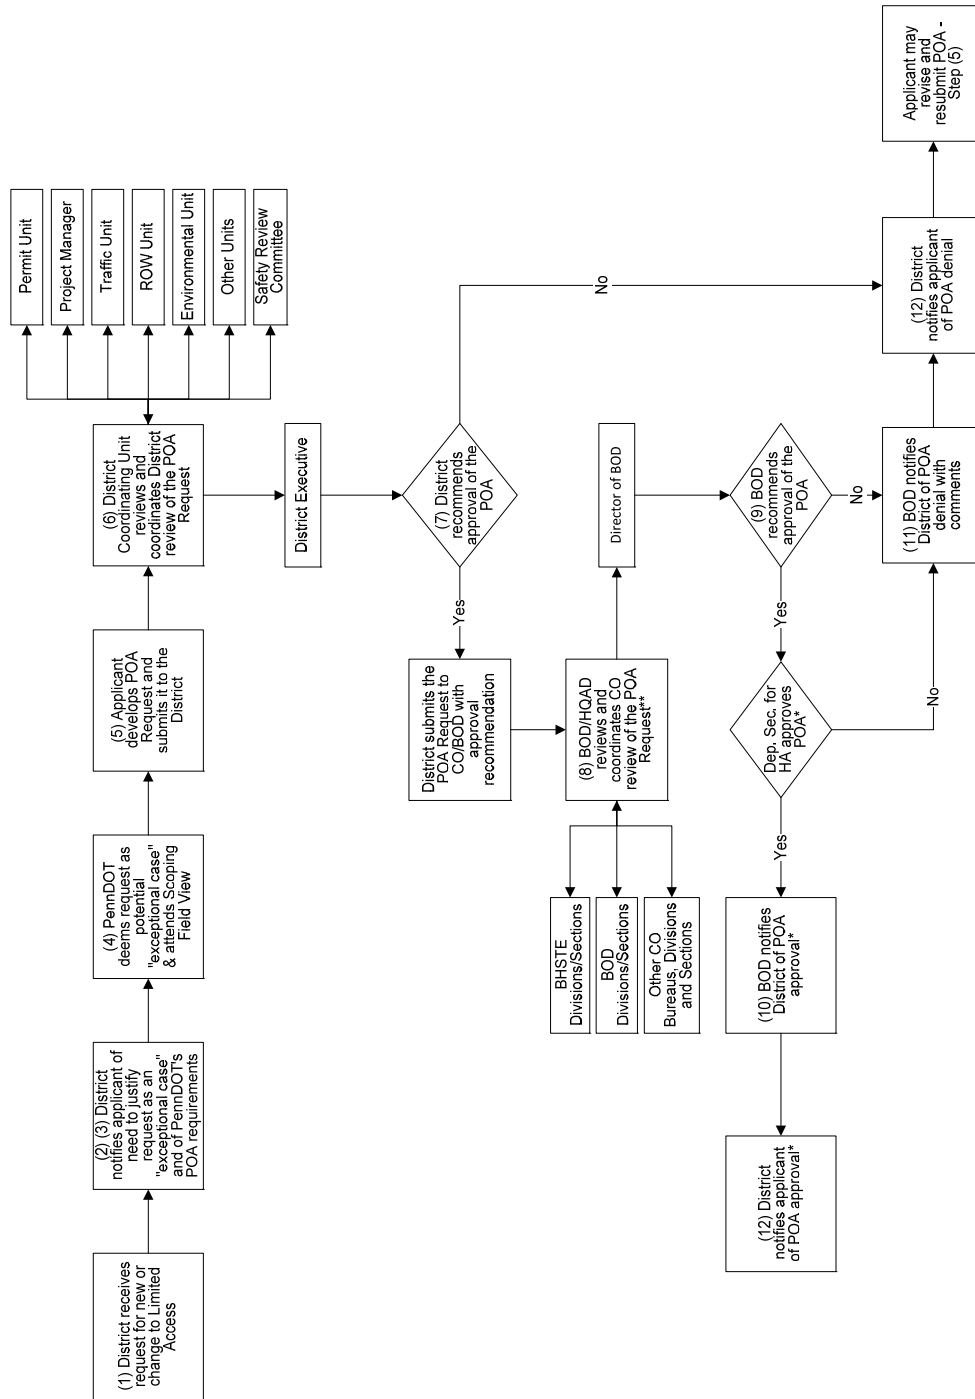 (1) District receives
request for new or
change to Limited
Access
(2) (3) District
notifies applicant of
need to justify
request as an
"exceptional case"
and of PennDOT's
POA requirements
(4) PennDOT
deems request as
potential
"exceptional case"
& attends Scoping
Field View
(5) Applicant
develops POA
Request and
submits it to the
District
(6) District
Coordinating Unit
reviews and
coordinates District
review of the POA
Request
Permit Unit
Project Manager
Traffic Unit
ROW Unit
Environmental Unit
Other Units
Safety Review
Committee
District Executive
(7) District
recommends
approval of the
POA
Yes
No
District submits the
POA Request to
CO/BOD with
approval
recommendation
(8) BOD/HQAD
reviews and
coordinates CO
review of the POA
Request**
BHSTE
Divisions/Sections
BOD
Divisions/Sections
Other CO
Bureaus, Divisions
and Sections
Director of BOD
(9) BOD
recommends
approval of the
POA
Yes
No
Dep. Sec. for
HA approves
POA*
Yes
No
(10) BOD notifies
District of POA
approval*
(12) District
notifies applicant
of POA approval*
(11) BOD notifies
District of POA
denial with
comments
(12) District
notifies applicant
of POA denial
Applicant may
revise and
resubmit POA -
Step (5)